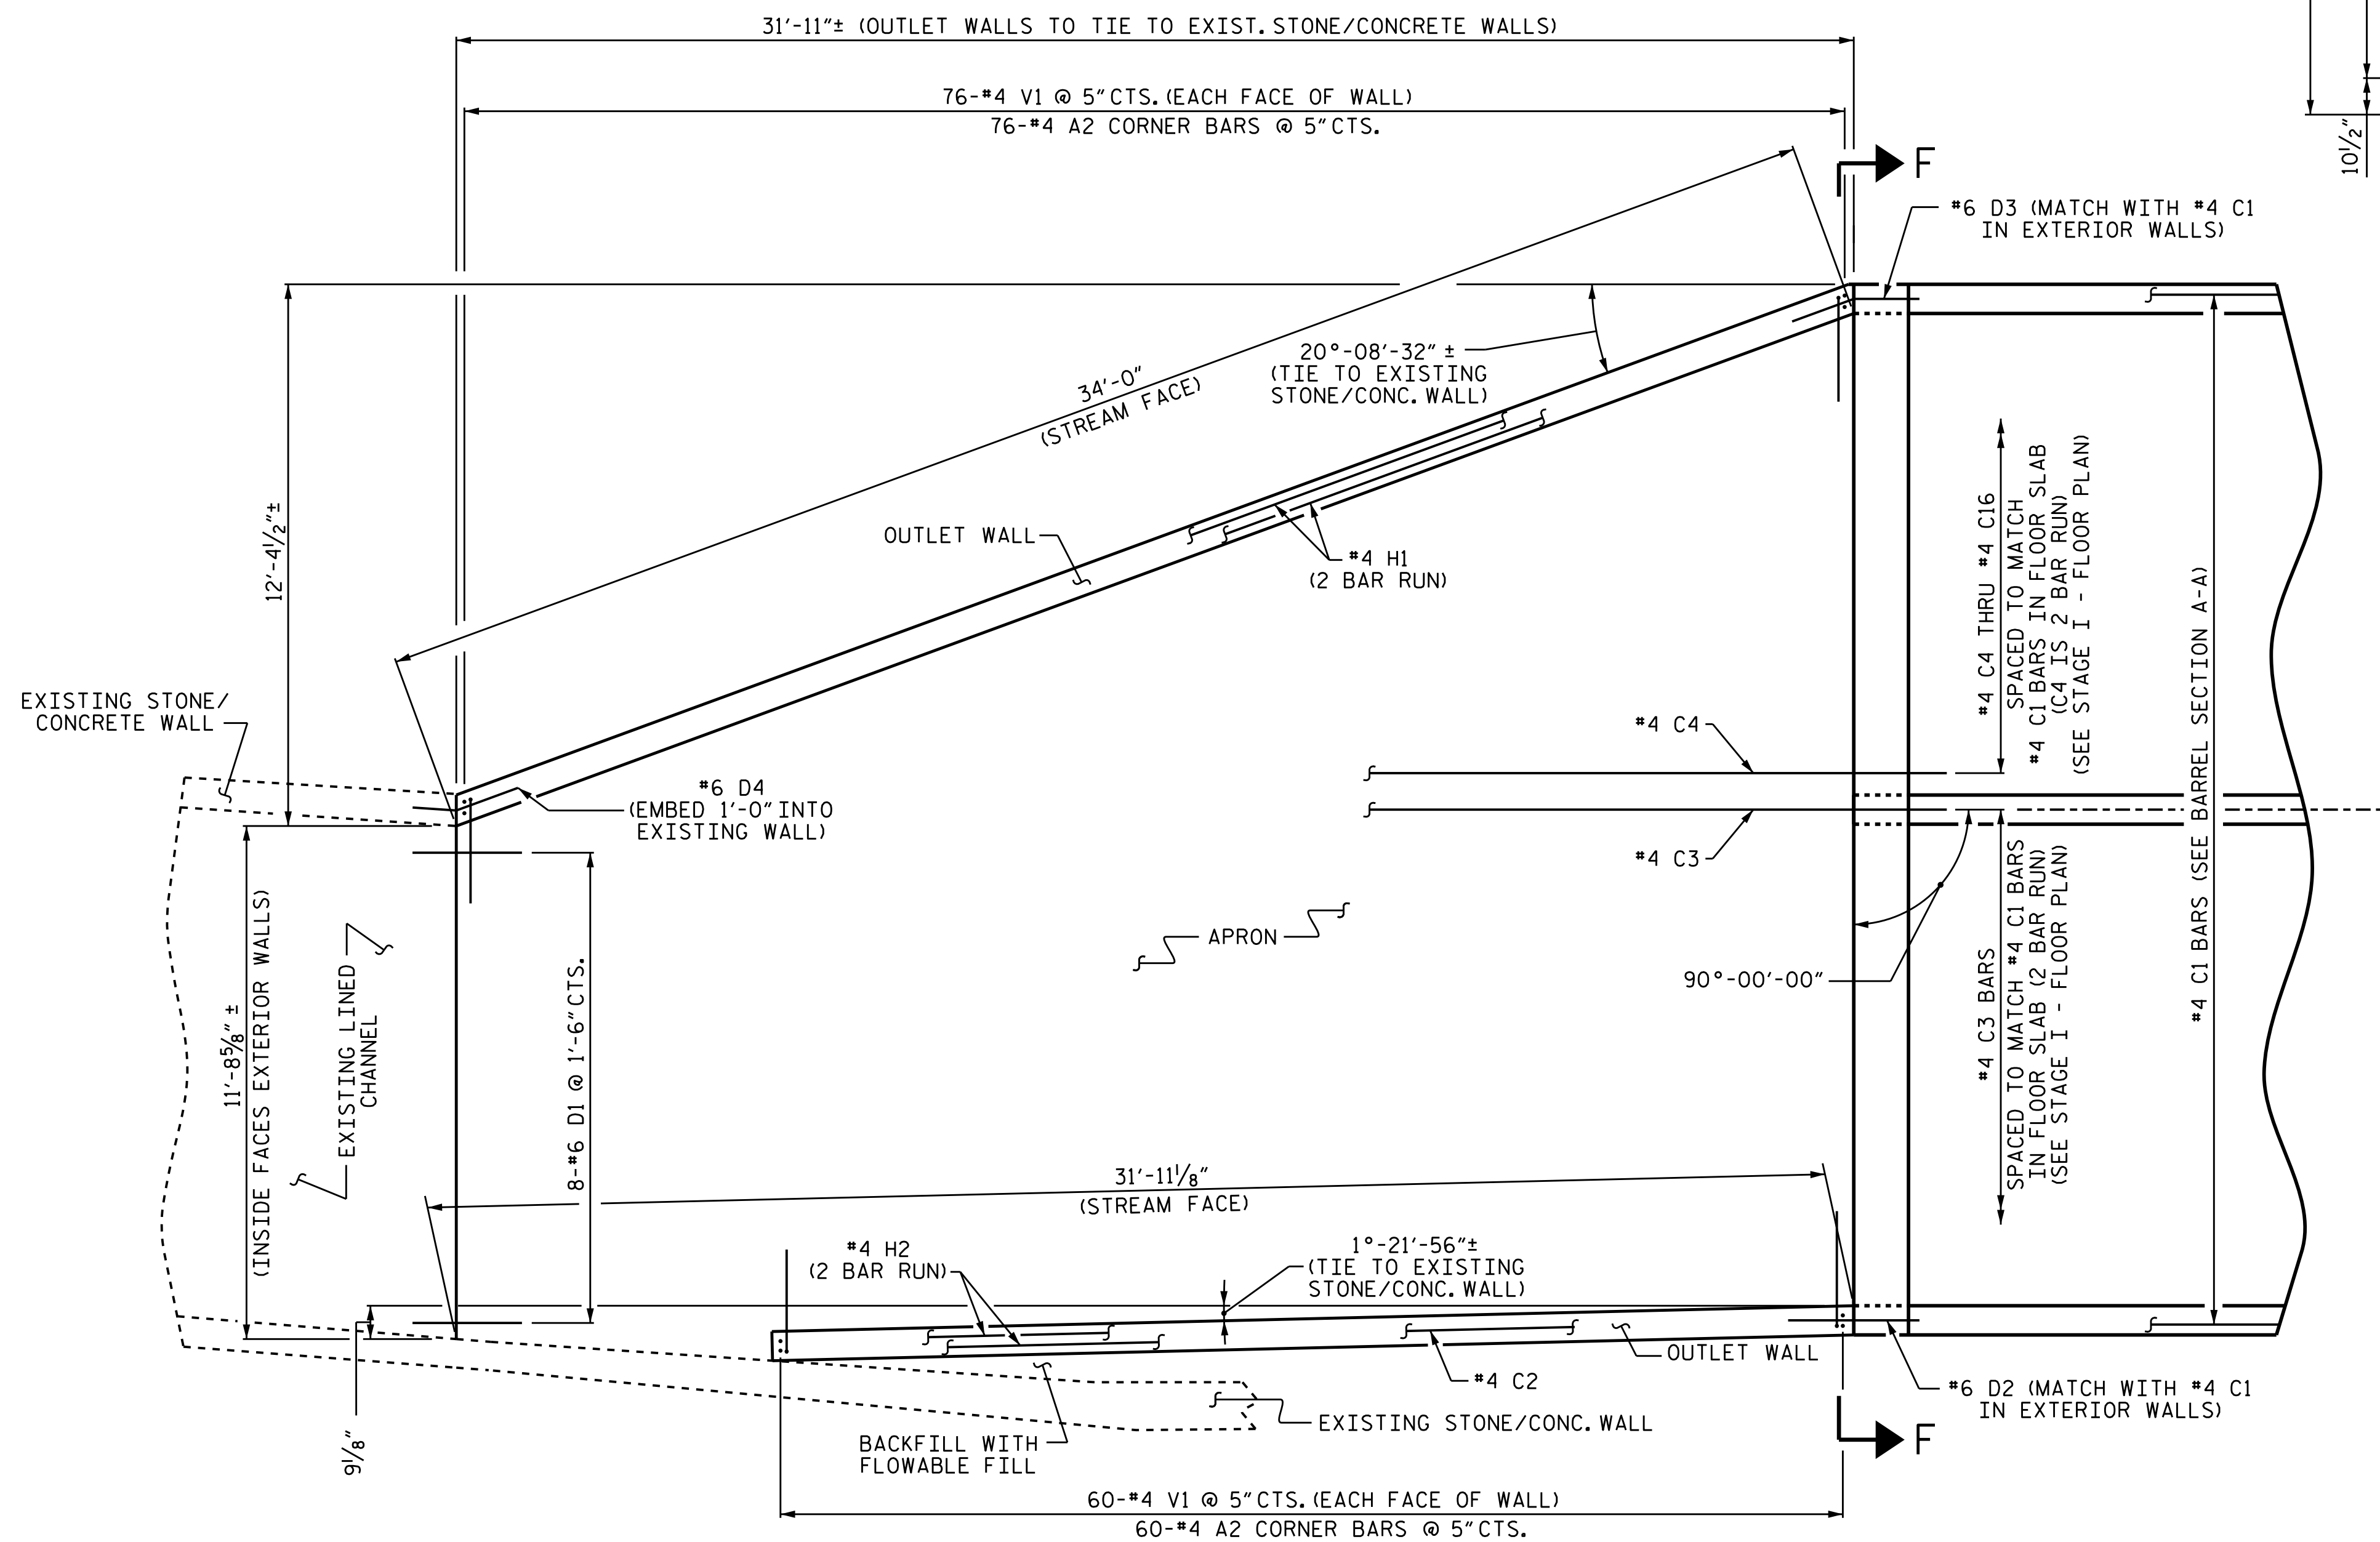 31'-11"± (OUTLET WALLS TO TIE TO EXIST. STONE/CONCRETE WALLS)
76-#4 V1 @ 5" CTS. (EACH FACE OF WALL)
76-#4 A2 CORNER BARS @ 5" CTS.
10 1/2"
F
#6 D3 (MATCH WITH #4 C1
IN EXTERIOR WALLS)
34'-0"
(STREAM FACE)
20°-08'-32" ±
(TIE TO EXISTING
STONE/CONC. WALL)
12'-4 1/2"±
OUTLET WALL
#4 H1
(2 BAR RUN)
#4 C4 THRU #4 C16
SPACED TO MATCH
#4 C1 BARS IN FLOOR SLAB
(C4 IS 2 BAR RUN)
(SEE STAGE I - FLOOR PLAN)
#4 C1 BARS (SEE BARREL SECTION A-A)
EXISTING STONE/
CONCRETE WALL
#6 D4
(EMBED 1'-0" INTO
EXISTING WALL)
#4 C4
#4 C3
11'-8 5/8" ±
(INSIDE FACES EXTERIOR WALLS)
EXISTING LINED
CHANNEL
8-#6 D1 @ 1'-6" CTS.
APRON
90°-00'-00"
#4 C3 BARS
SPACED TO MATCH #4 C1 BARS
IN FLOOR SLAB (2 BAR RUN)
(SEE STAGE I - FLOOR PLAN)
31'-11 1/8"
(STREAM FACE)
#4 H2
(2 BAR RUN)
1°-21'-56"±
(TIE TO EXISTING
STONE/CONC. WALL)
OUTLET WALL
#4 C2
#6 D2 (MATCH WITH #4 C1
IN EXTERIOR WALLS)
9 1/8"
EXISTING STONE/CONC. WALL
BACKFILL WITH
FLOWABLE FILL
F
60-#4 V1 @ 5" CTS. (EACH FACE OF WALL)
60-#4 A2 CORNER BARS @ 5" CTS.